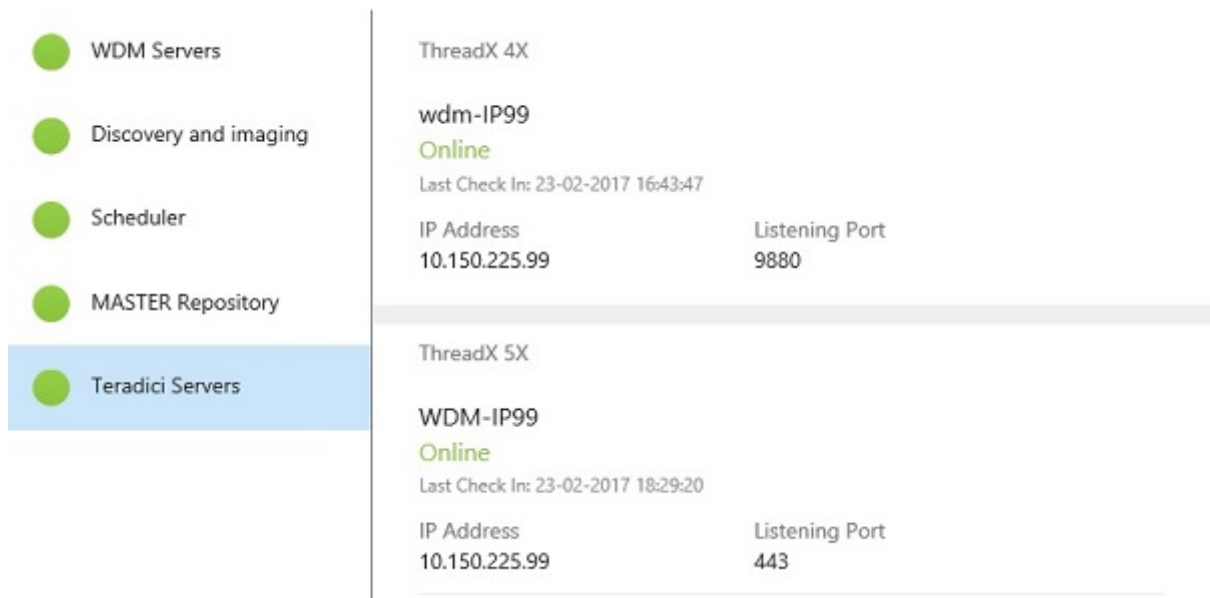 WDM Servers
Discovery and imaging
Scheduler
MASTER Repository
Teradici Servers
ThreadX 4X
wdm-IP99
Online
Last Check In: 23-02-2017 16:43:47
IP Address Listening Port
10.150.225.99 9880
ThreadX 5X
WDM-IP99
Online
Last Check In: 23-02-2017 18:29:20
IP Address Listening Port
10.150.225.99 443